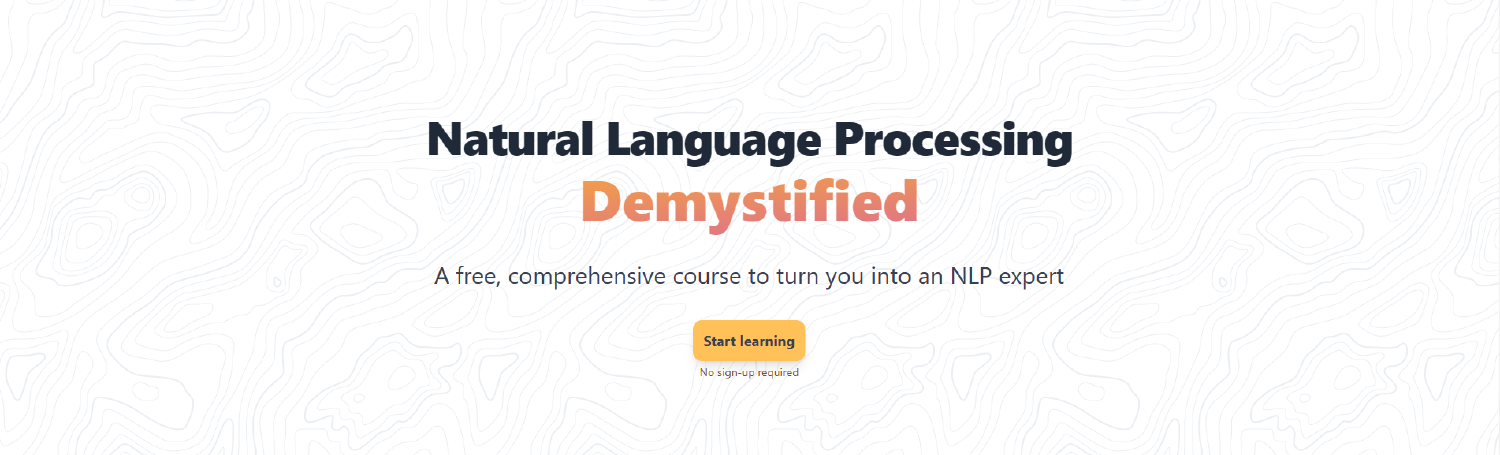 Natural Language Processing
Demystified
A free, comprehensive course to turn you into an NLP expert
Start learning
No sign-up required